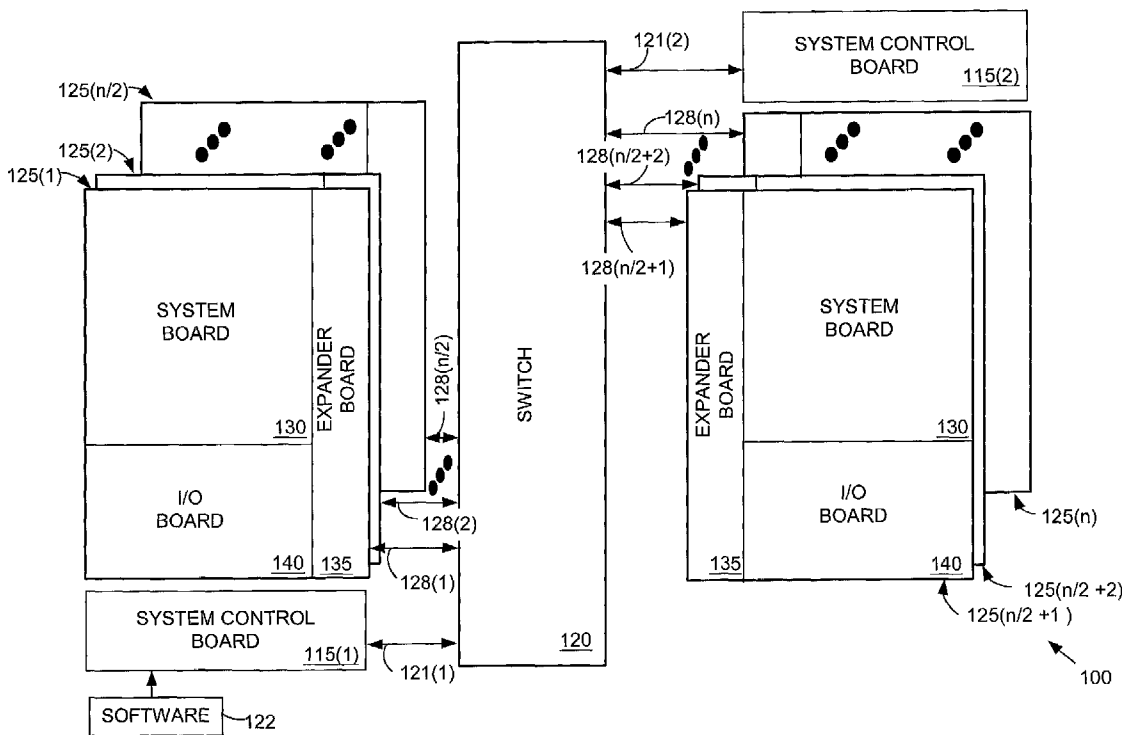 121(2)
SYSTEM CONTROL
BOARD
115(2)
125(n/2)
128(n)
125(2)
128(n/2+2)
125(1)
128(n/2+1)
SYSTEM
BOARD
EXPANDER
BOARD
128(n/2)
SWITCH
EXPANDER
BOARD
SYSTEM
BOARD
130
130
I/O
BOARD
I/O
BOARD
128(2)
125(n)
140
135
128(1)
135
140
125(n/2 +2)
125(n/2 +1 )
SYSTEM CONTROL
BOARD
115(1)
121(1)
120
100
SOFTWARE
122